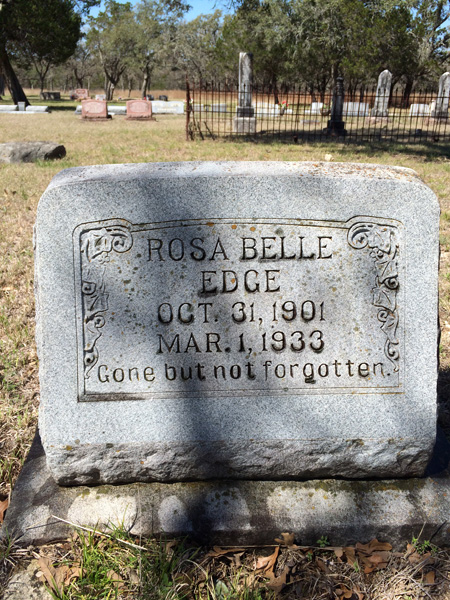 ROSA BELLE
EDGE
OCT. 31, 1901
MAR. 1, 1933
Gone but not forgotten.